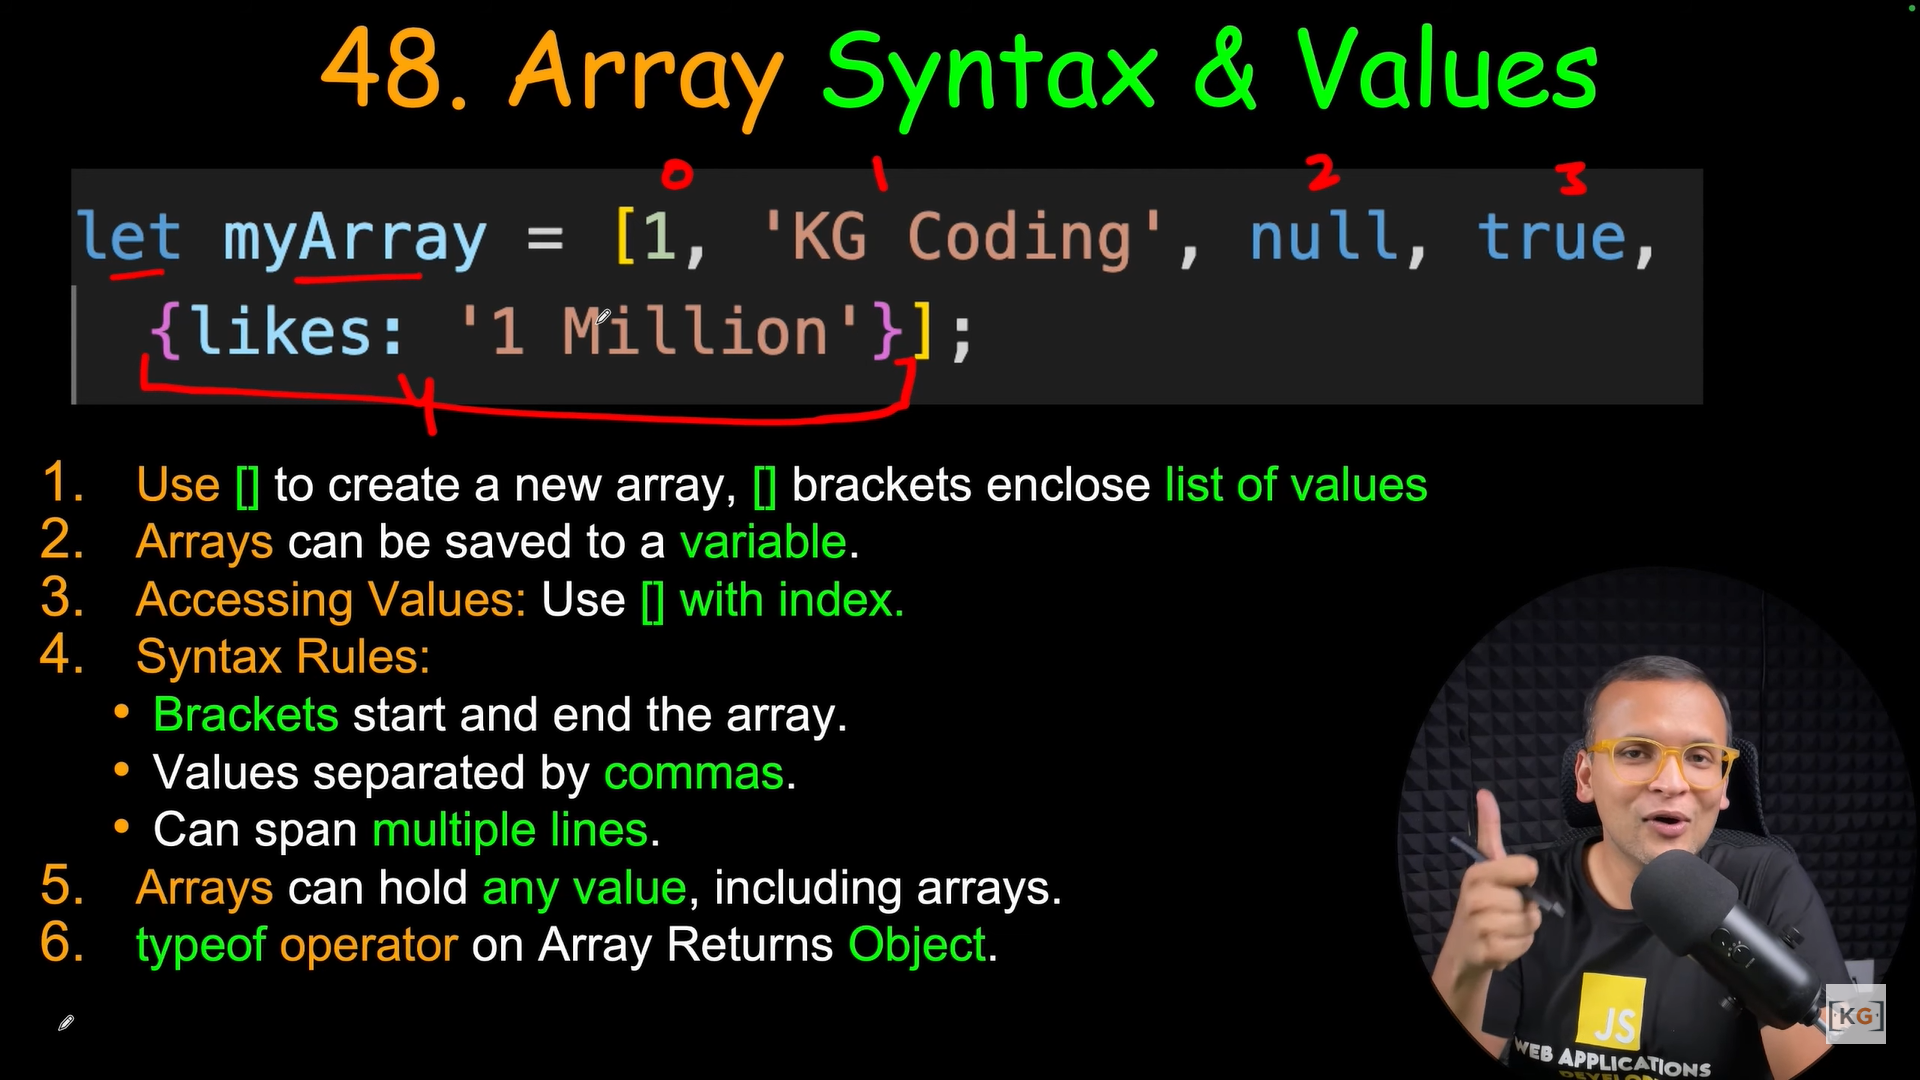 48. Array Syntax & Values
0 1 2 3
let myArray = [1, 'KG Coding', null, true,
{likes: '1 Million'}];
4
1. Use [] to create a new array, [] brackets enclose list of values
2. Arrays can be saved to a variable.
3. Accessing Values: Use [] with index.
4. Syntax Rules:
• Brackets start and end the array.
• Values separated by commas.
• Can span multiple lines.
5. Arrays can hold any value, including arrays.
6. typeof operator on Array Returns Object.
JS
WEB APPLICATIONS
[KG]